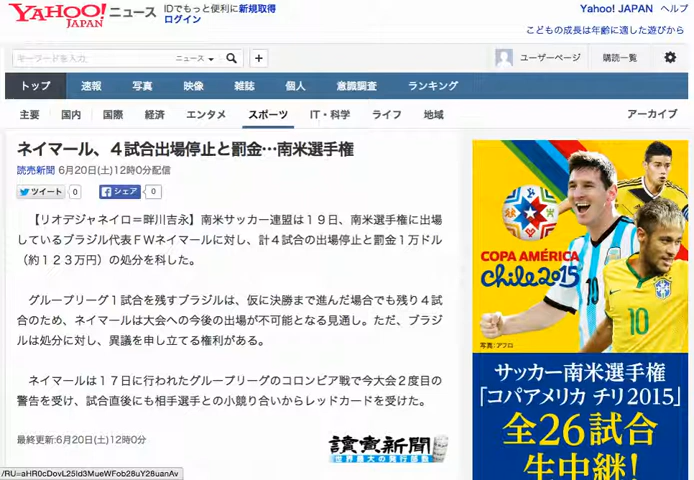 YAHOO! JAPAN ニュース
IDでもっと便利に新規取得
ログイン
Yahoo! JAPAN ヘルプ
こどもの成長は年齢に適した遊びから
キーワードを入力
ニュース
+
ユーザーページ
購読一覧
トップ 速報 写真 映像 雑誌 個人 意識調査 ランキング
主要 国内 国際 経済 エンタメ スポーツ IT・科学 ライフ 地域 アーカイブ
ネイマール、4試合出場停止と罰金…南米選手権
読売新聞 6月20日(土)12時0分配信
ツイート 0 シェア 0
【リオデジャネイロ=畔川吉永】南米サッカー連盟は19日、南米選手権に出場
しているブラジル代表FWネイマールに対し、計4試合の出場停止と罰金1万ドル
(約123万円)の処分を科した。
グループリーグ1試合を残すブラジルは、仮に決勝まで進んだ場合でも残り4試
合のため、ネイマールは大会への今後の出場が不可能となる見通し。ただ、ブラジ
ルは処分に対し、異議を申し立てる権利がある。
ネイマールは17日に行われたグループリーグのコロンビア戦で今大会2度目の
警告を受け、試合直後にも相手選手との小競り合いからレッドカードを受けた。
最終更新:6月20日(土)12時0分
讀賣新聞
世界最大の発行部数
COPA AMÉRICA
chile2015
10
10
写真:アフロ
サッカー南米選手権
「コパアメリカ チリ2015」
全26試合
生中継!